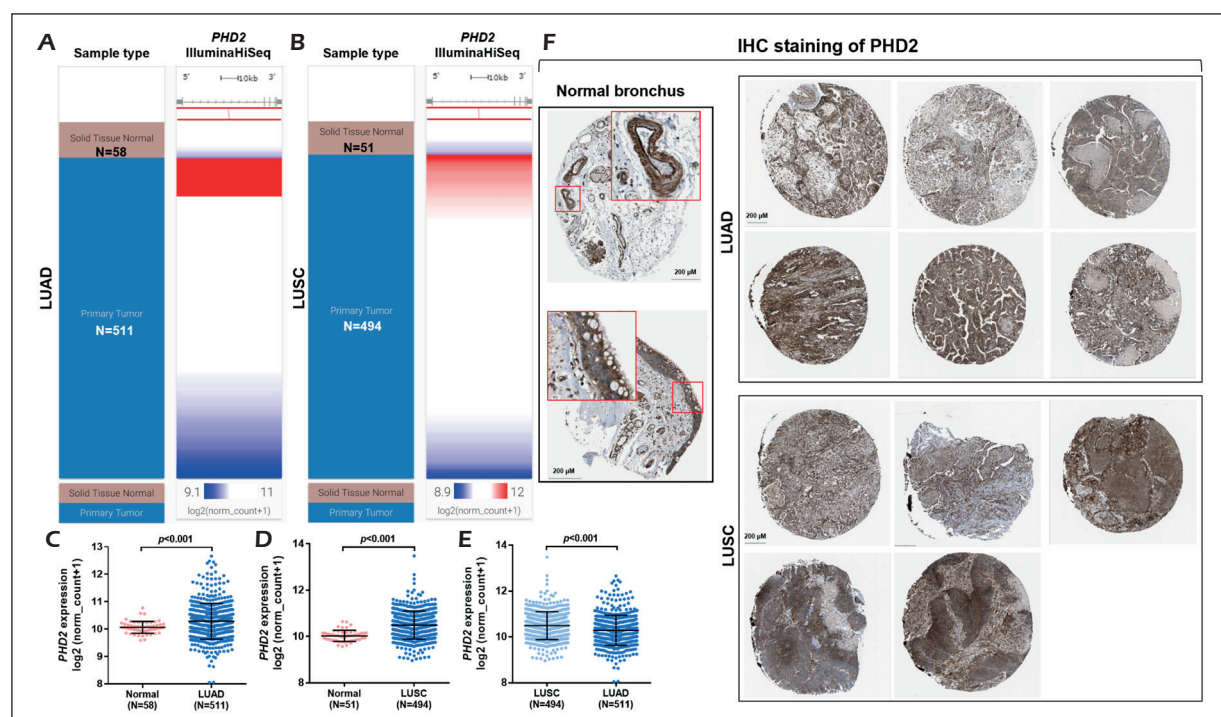 A
Sample type
PHD2
IlluminaHiSeq
5'
10kb
3'
LUAD
Solid Tissue Normal
N=58
Primary Tumor
N=511
Solid Tissue Normal
Primary Tumor
9.1
11
log2(norm_count+1)
B
Sample type
PHD2
IlluminaHiSeq
5'
10kb
3'
LUSC
Solid Tissue Normal
N=51
Primary Tumor
N=494
Solid Tissue Normal
Primary Tumor
8.9
12
log2(norm_count+1)
C
PHD2 expression
log2 (norm_count+1)
13
12
11
10
9
8
p<0.001
Normal
(N=58)
LUAD
(N=511)
D
PHD2 expression
log2 (norm_count+1)
14
12
10
8
p<0.001
Normal
(N=51)
LUSC
(N=494)
E
PHD2 expression
log2 (norm_count+1)
14
12
10
8
p<0.001
LUSC
(N=494)
LUAD
(N=511)
F
IHC staining of PHD2
Normal bronchus
200 µM
200 µM
LUAD
200 µM
LUSC
200 µM